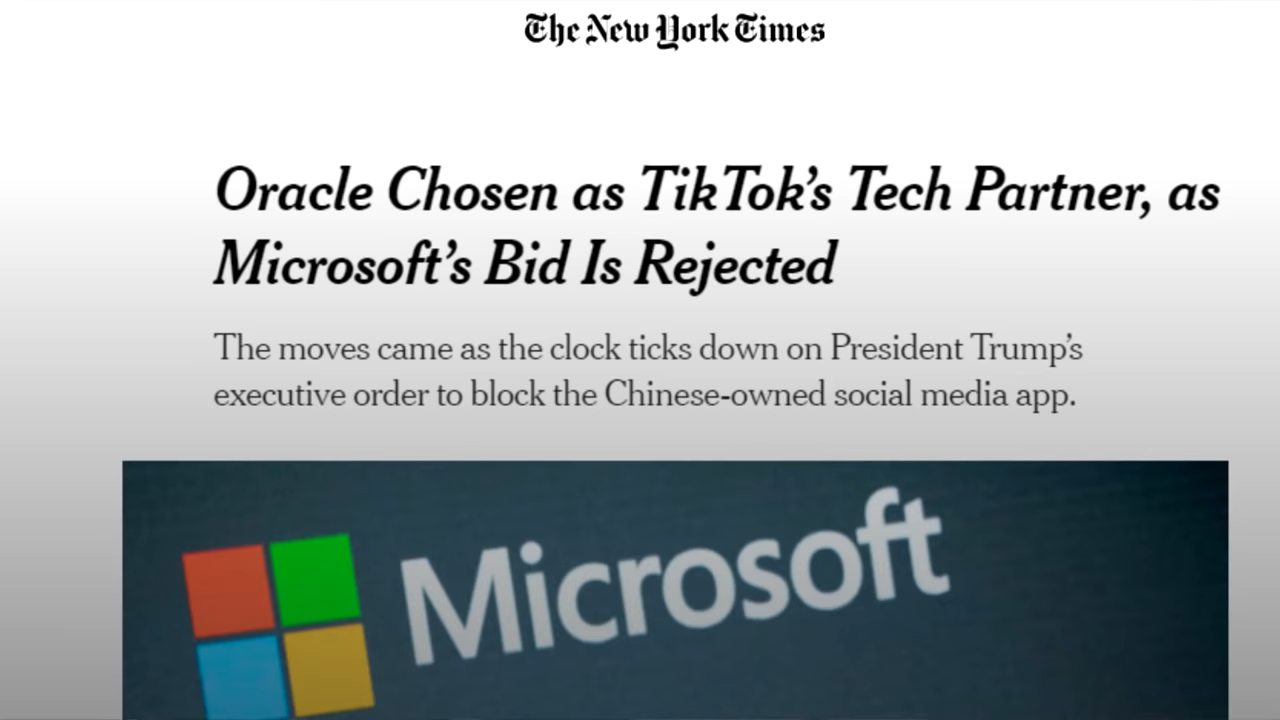 The New York Times
Oracle Chosen as TikTok’s Tech Partner, as
Microsoft’s Bid Is Rejected
The moves came as the clock ticks down on President Trump’s
executive order to block the Chinese-owned social media app.
Microsoft